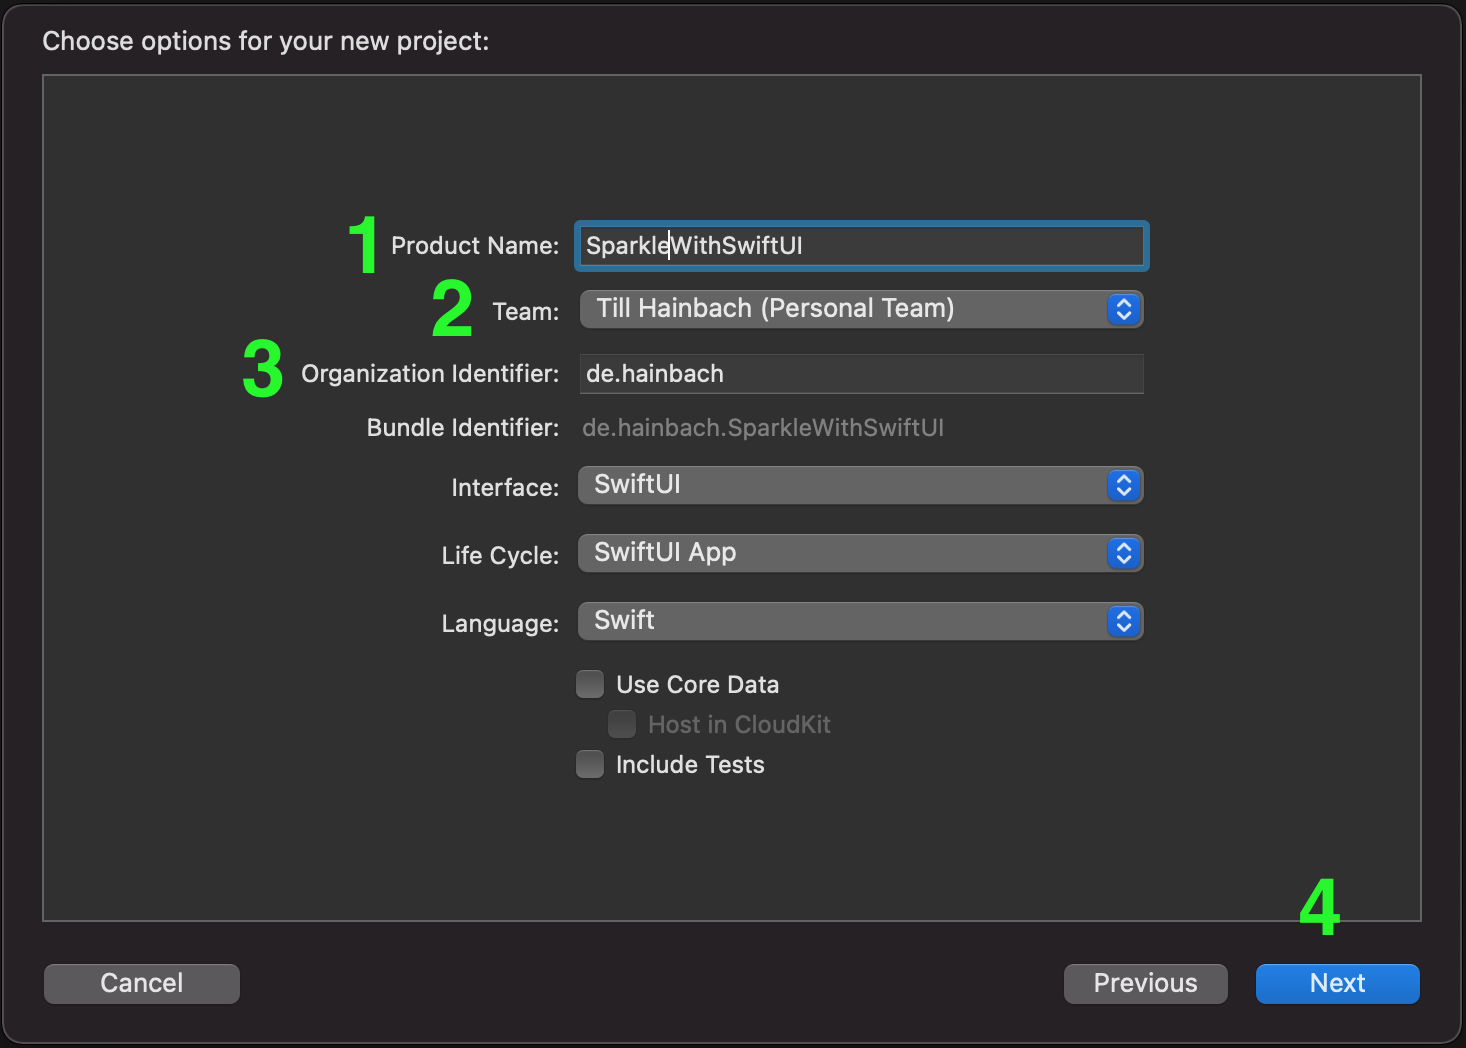 Choose options for your new project:
1 Product Name: SparkleWithSwiftUI
2 Team: Till Hainbach (Personal Team)
3 Organization Identifier: de.hainbach
Bundle Identifier: de.hainbach.SparkleWithSwiftUI
Interface: SwiftUI
Life Cycle: SwiftUI App
Language: Swift
Use Core Data
Host in CloudKit
Include Tests
4
Cancel Previous Next